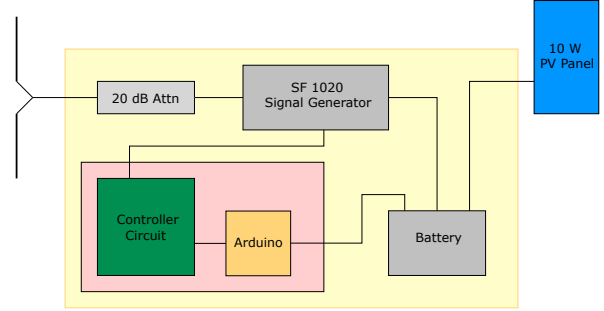 10 W
PV Panel
SF 1020
Signal Generator
20 dB Attn
Controller
Circuit
Arduino
Battery